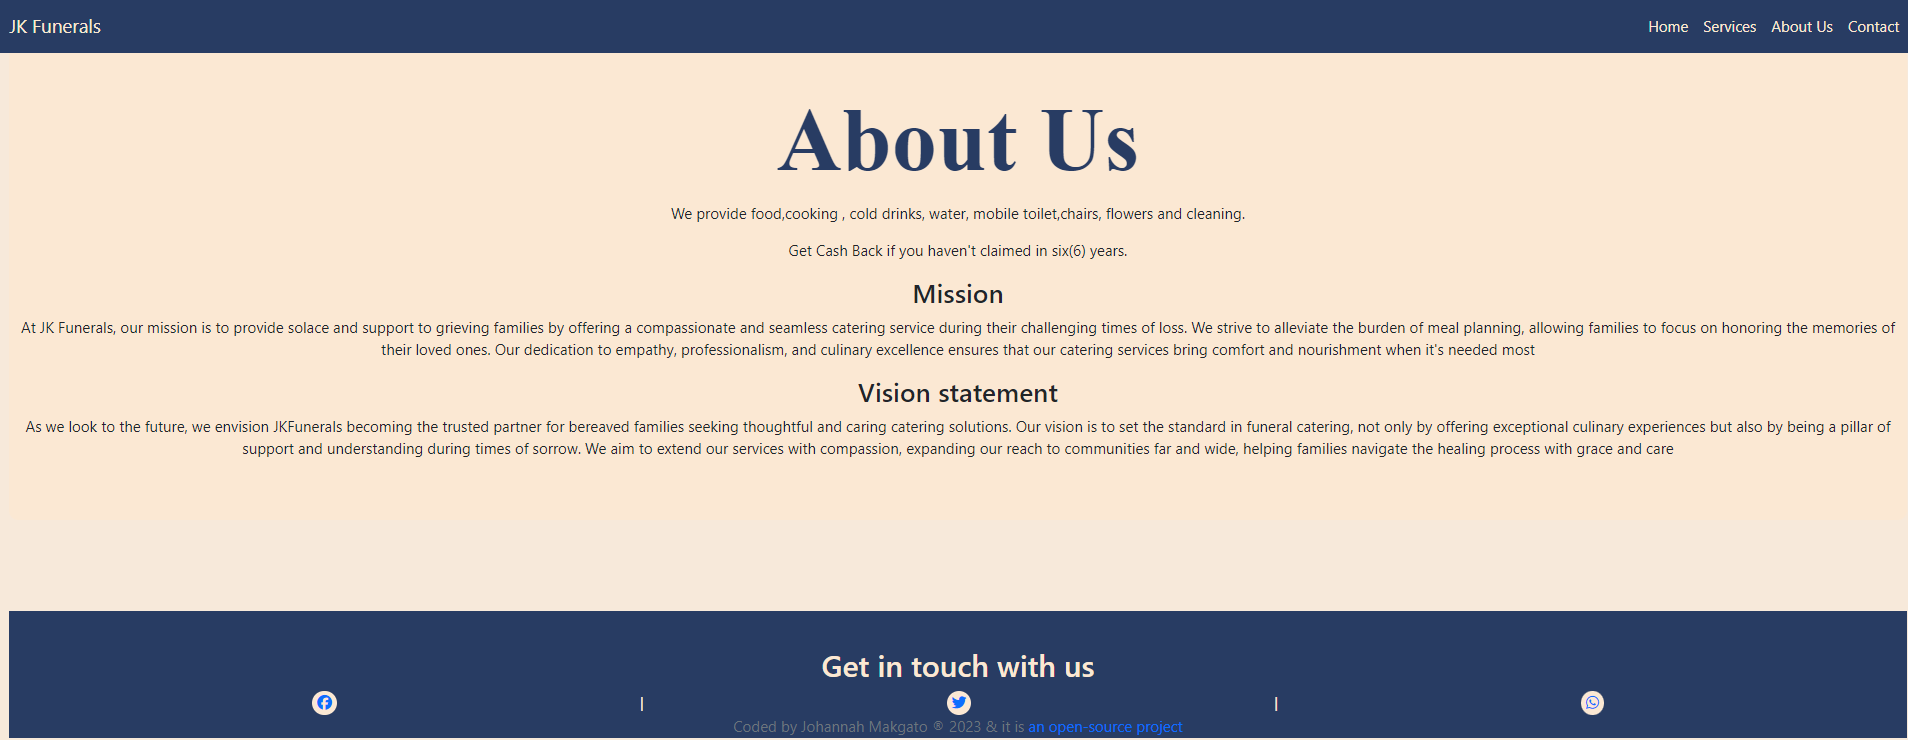 JK Funerals
Home Services About Us Contact
About Us
We provide food,cooking , cold drinks, water, mobile toilet,chairs, flowers and cleaning.
Get Cash Back if you haven't claimed in six(6) years.
Mission
At JK Funerals, our mission is to provide solace and support to grieving families by offering a compassionate and seamless catering service during their challenging times of loss. We strive to alleviate the burden of meal planning, allowing families to focus on honoring the memories of
their loved ones. Our dedication to empathy, professionalism, and culinary excellence ensures that our catering services bring comfort and nourishment when it's needed most
Vision statement
As we look to the future, we envision JKFunerals becoming the trusted partner for bereaved families seeking thoughtful and caring catering solutions. Our vision is to set the standard in funeral catering, not only by offering exceptional culinary experiences but also by being a pillar of
support and understanding during times of sorrow. We aim to extend our services with compassion, expanding our reach to communities far and wide, helping families navigate the healing process with grace and care
Get in touch with us
| |
Coded by Johannah Makgato ® 2023 & it is an open-source project